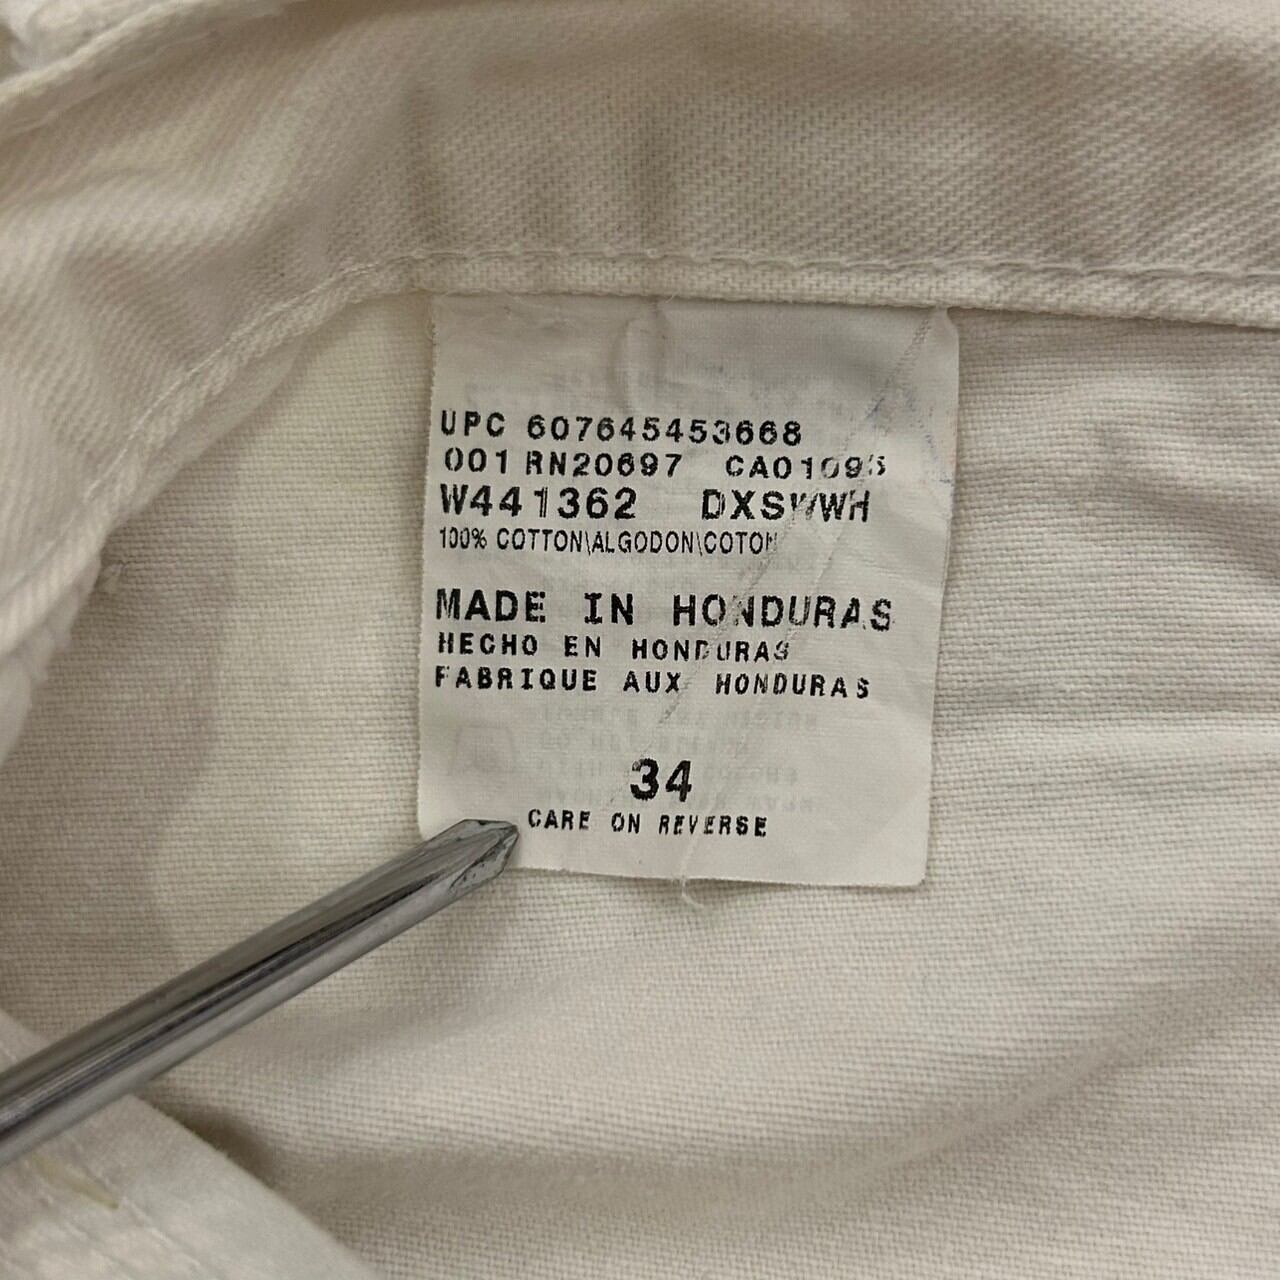 UPC 607645453668
001 RN20697 CA01095
W441362 DXSWWH
100% COTTON\ALGODON\COTON
MADE IN HONDURAS
HECHO EN HONDURAS
FABRIQUE AUX HONDURAS
34
CARE ON REVERSE